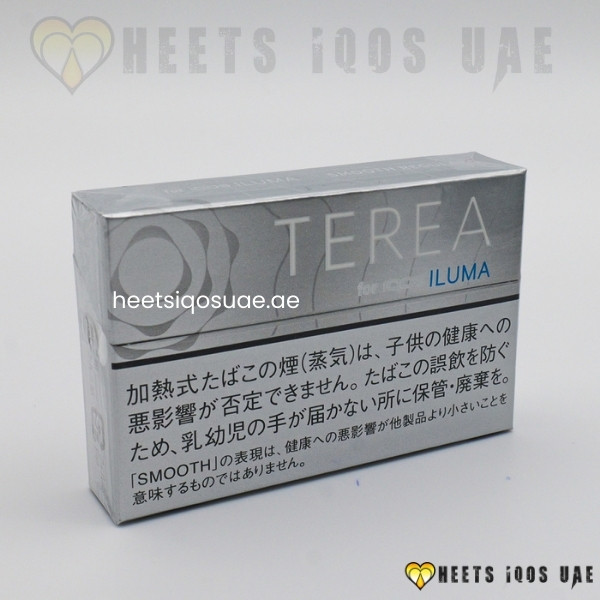 HEETS iQOS UAE
ILUMA
TEREA
for IQOS ILUMA
heetsiqosuae.ae
加熱式たばこの煙(蒸気)は、子供の健康への
悪影響が否定できません。たばこの誤飲を防ぐ
ため、乳幼児の手が届かない所に保管・廃棄を。
「SMOOTH」の表現は、健康への悪影響が他製品より小さいことを
意味するものではありません。
HEETS iQOS UAE